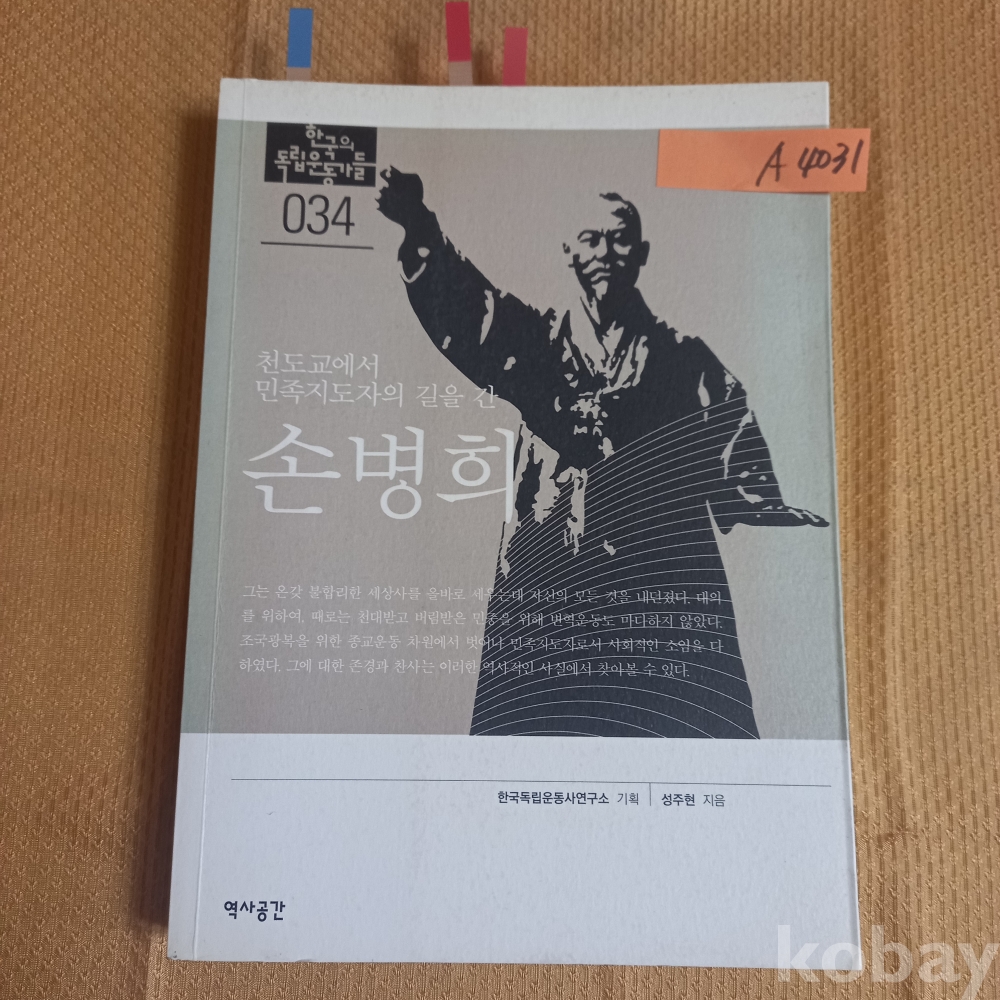 한국의
독립운동가들
034
A 4031
천도교에서
민족지도자의 길을 간
손병희
그는 온갖 불합리한 세상사를 올바로 세우는데 자신의 모든 것을 내던졌다. 대의
를 위하여, 때로는 천대받고 버림받은 민중을 위해 변혁운동도 마다하지 않았다.
조국광복을 위한 종교운동 차원에서 벗어나 민족지도자로서 사회적인 소임을 다
하였다. 그에 대한 존경과 찬사는 이러한 역사적인 사실에서 찾아볼 수 있다.
한국독립운동사연구소 기획 | 성주현 지음
역사공간
kobay